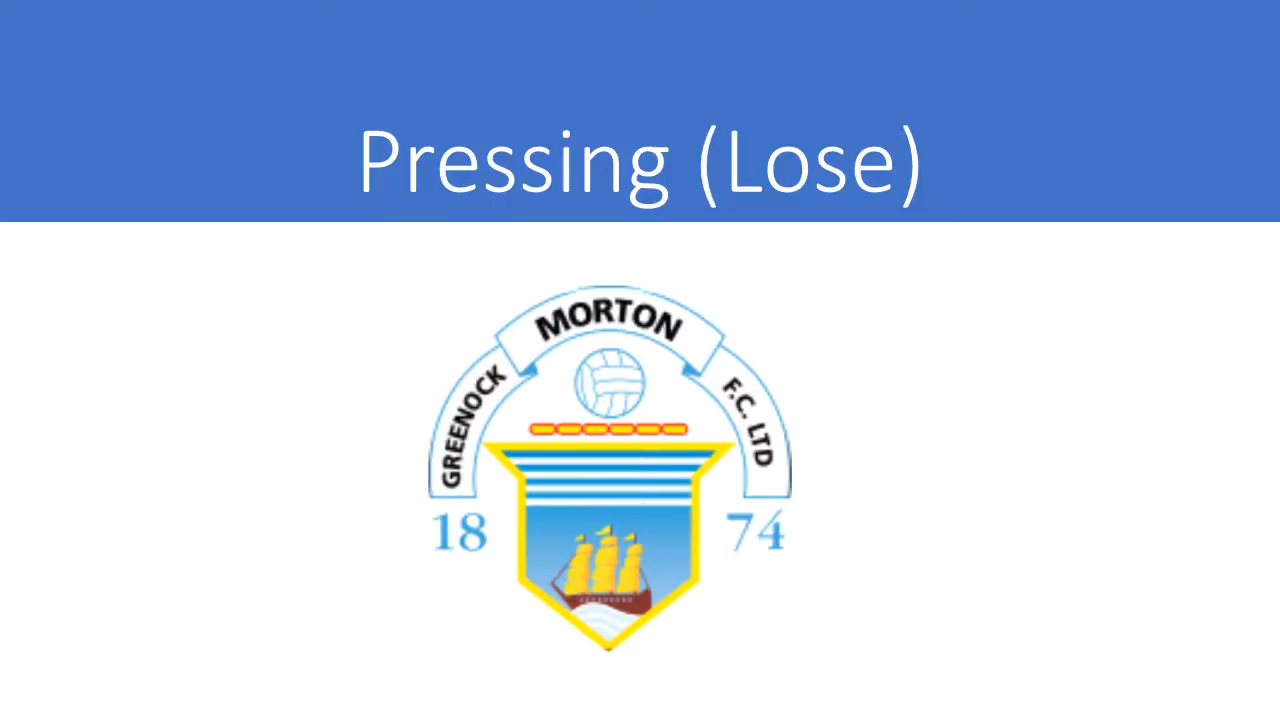 Pressing (Lose)
MORTON
GREENOCK
F.C. LTD
18
74